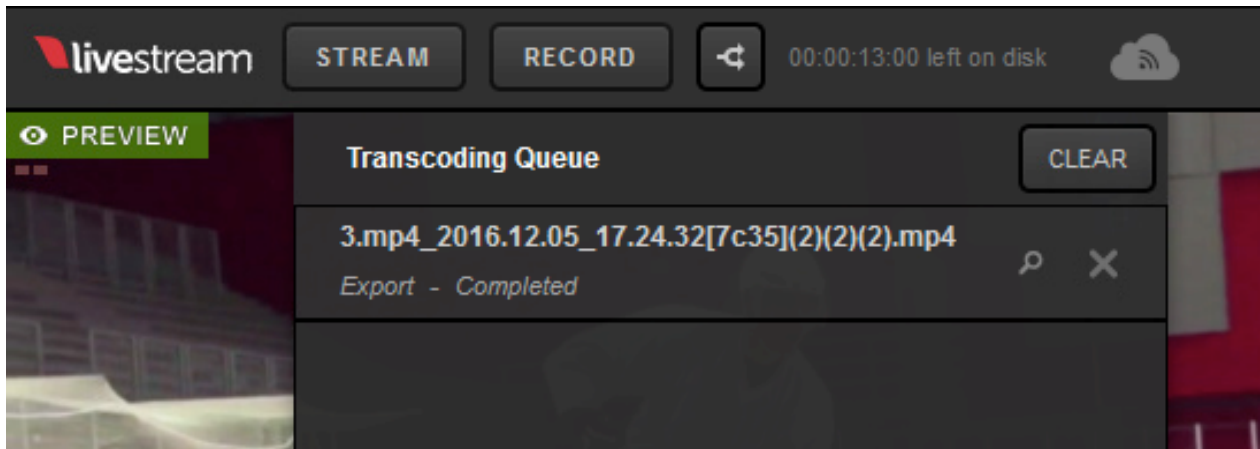 livestream STREAM RECORD 00:00:13:00 left on disk
PREVIEW
Transcoding Queue CLEAR
3.mp4_2016.12.05_17.24.32[7c35](2)(2)(2).mp4
Export - Completed